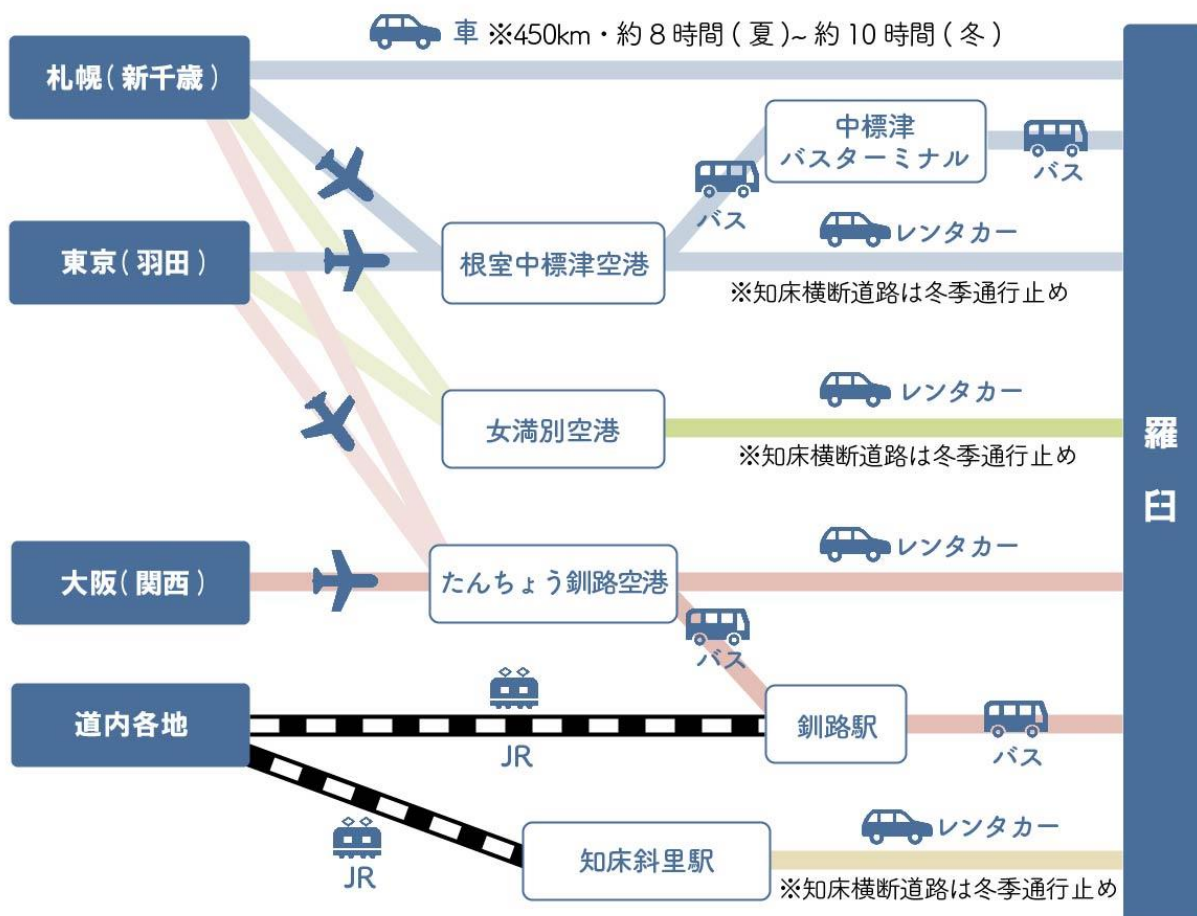 車 ※450km・約8時間(夏)~約10時間(冬)
札幌(新千歳)
中標津
バスターミナル
バス
バス
東京(羽田)
根室中標津空港
レンタカー
※知床横断道路は冬季通行止め
女満別空港
レンタカー
※知床横断道路は冬季通行止め
羅臼
大阪(関西)
たんちょう釧路空港
レンタカー
バス
道内各地
JR
釧路駅
バス
JR
知床斜里駅
レンタカー
※知床横断道路は冬季通行止め